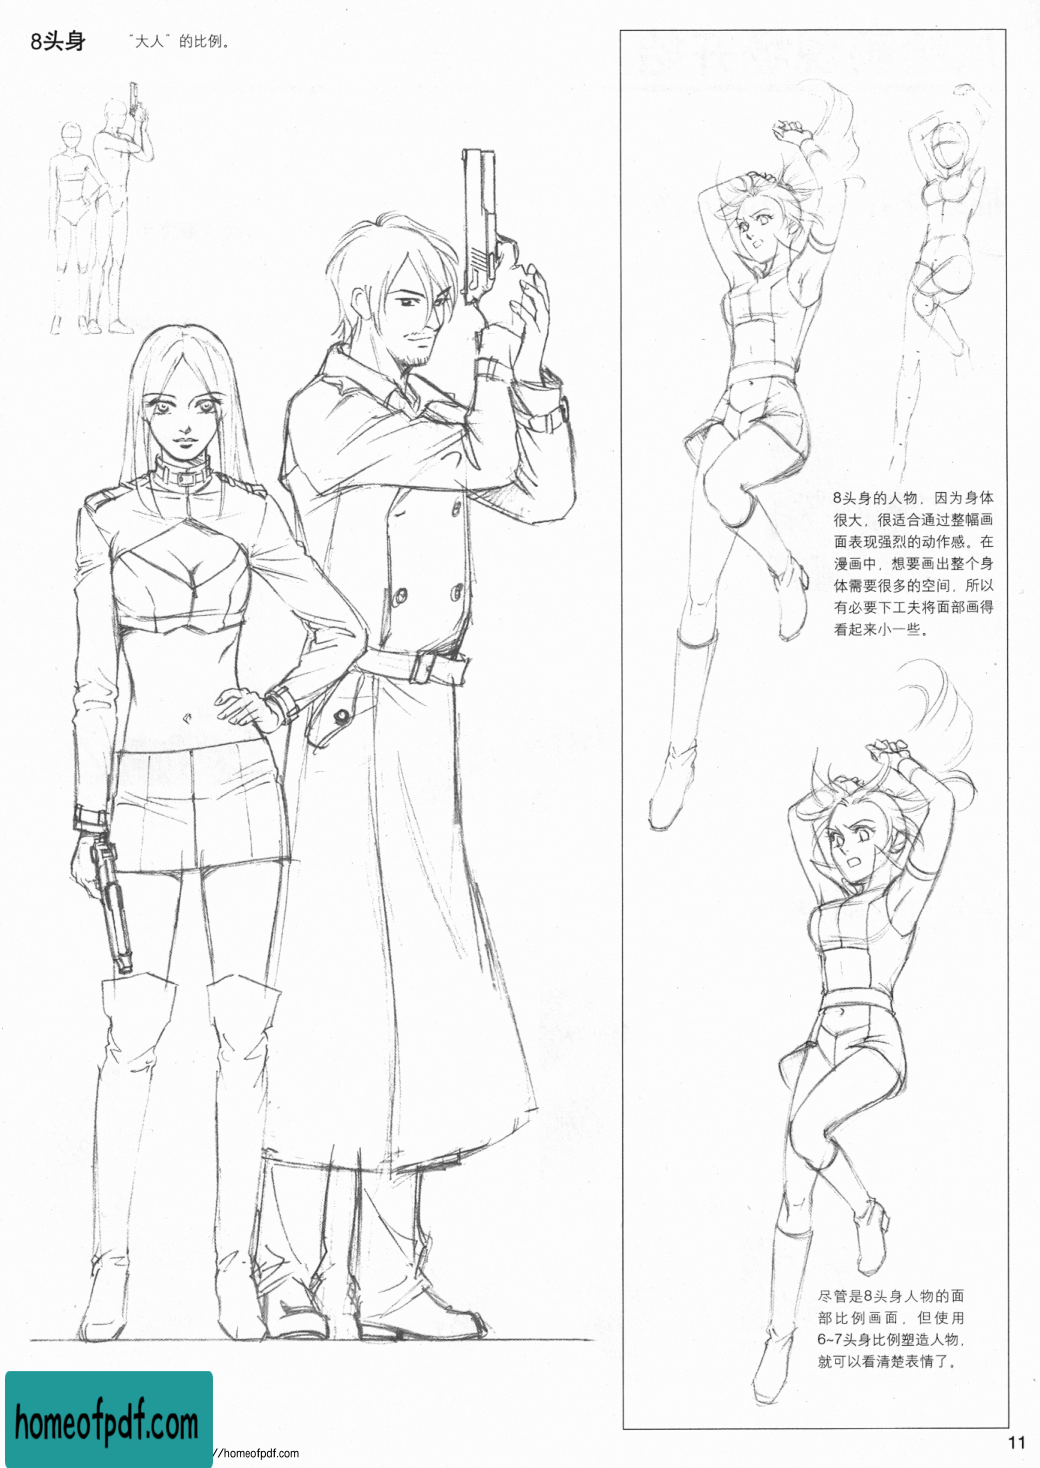 8头身
“大人”的比例。
8头身的人物，因为身体
很大，很适合通过整幅画
面表现强烈的动作感。在
漫画中，想要画出整个身
体需要很多的空间，所以
有必要下工夫将面部画得
看起来小一些。
尽管是8头身人物的面
部比例画面，但使用
6~7头身比例塑造人物，
就可以看清楚表情了。
homeofpdf.com
//homeofpdf.com
11